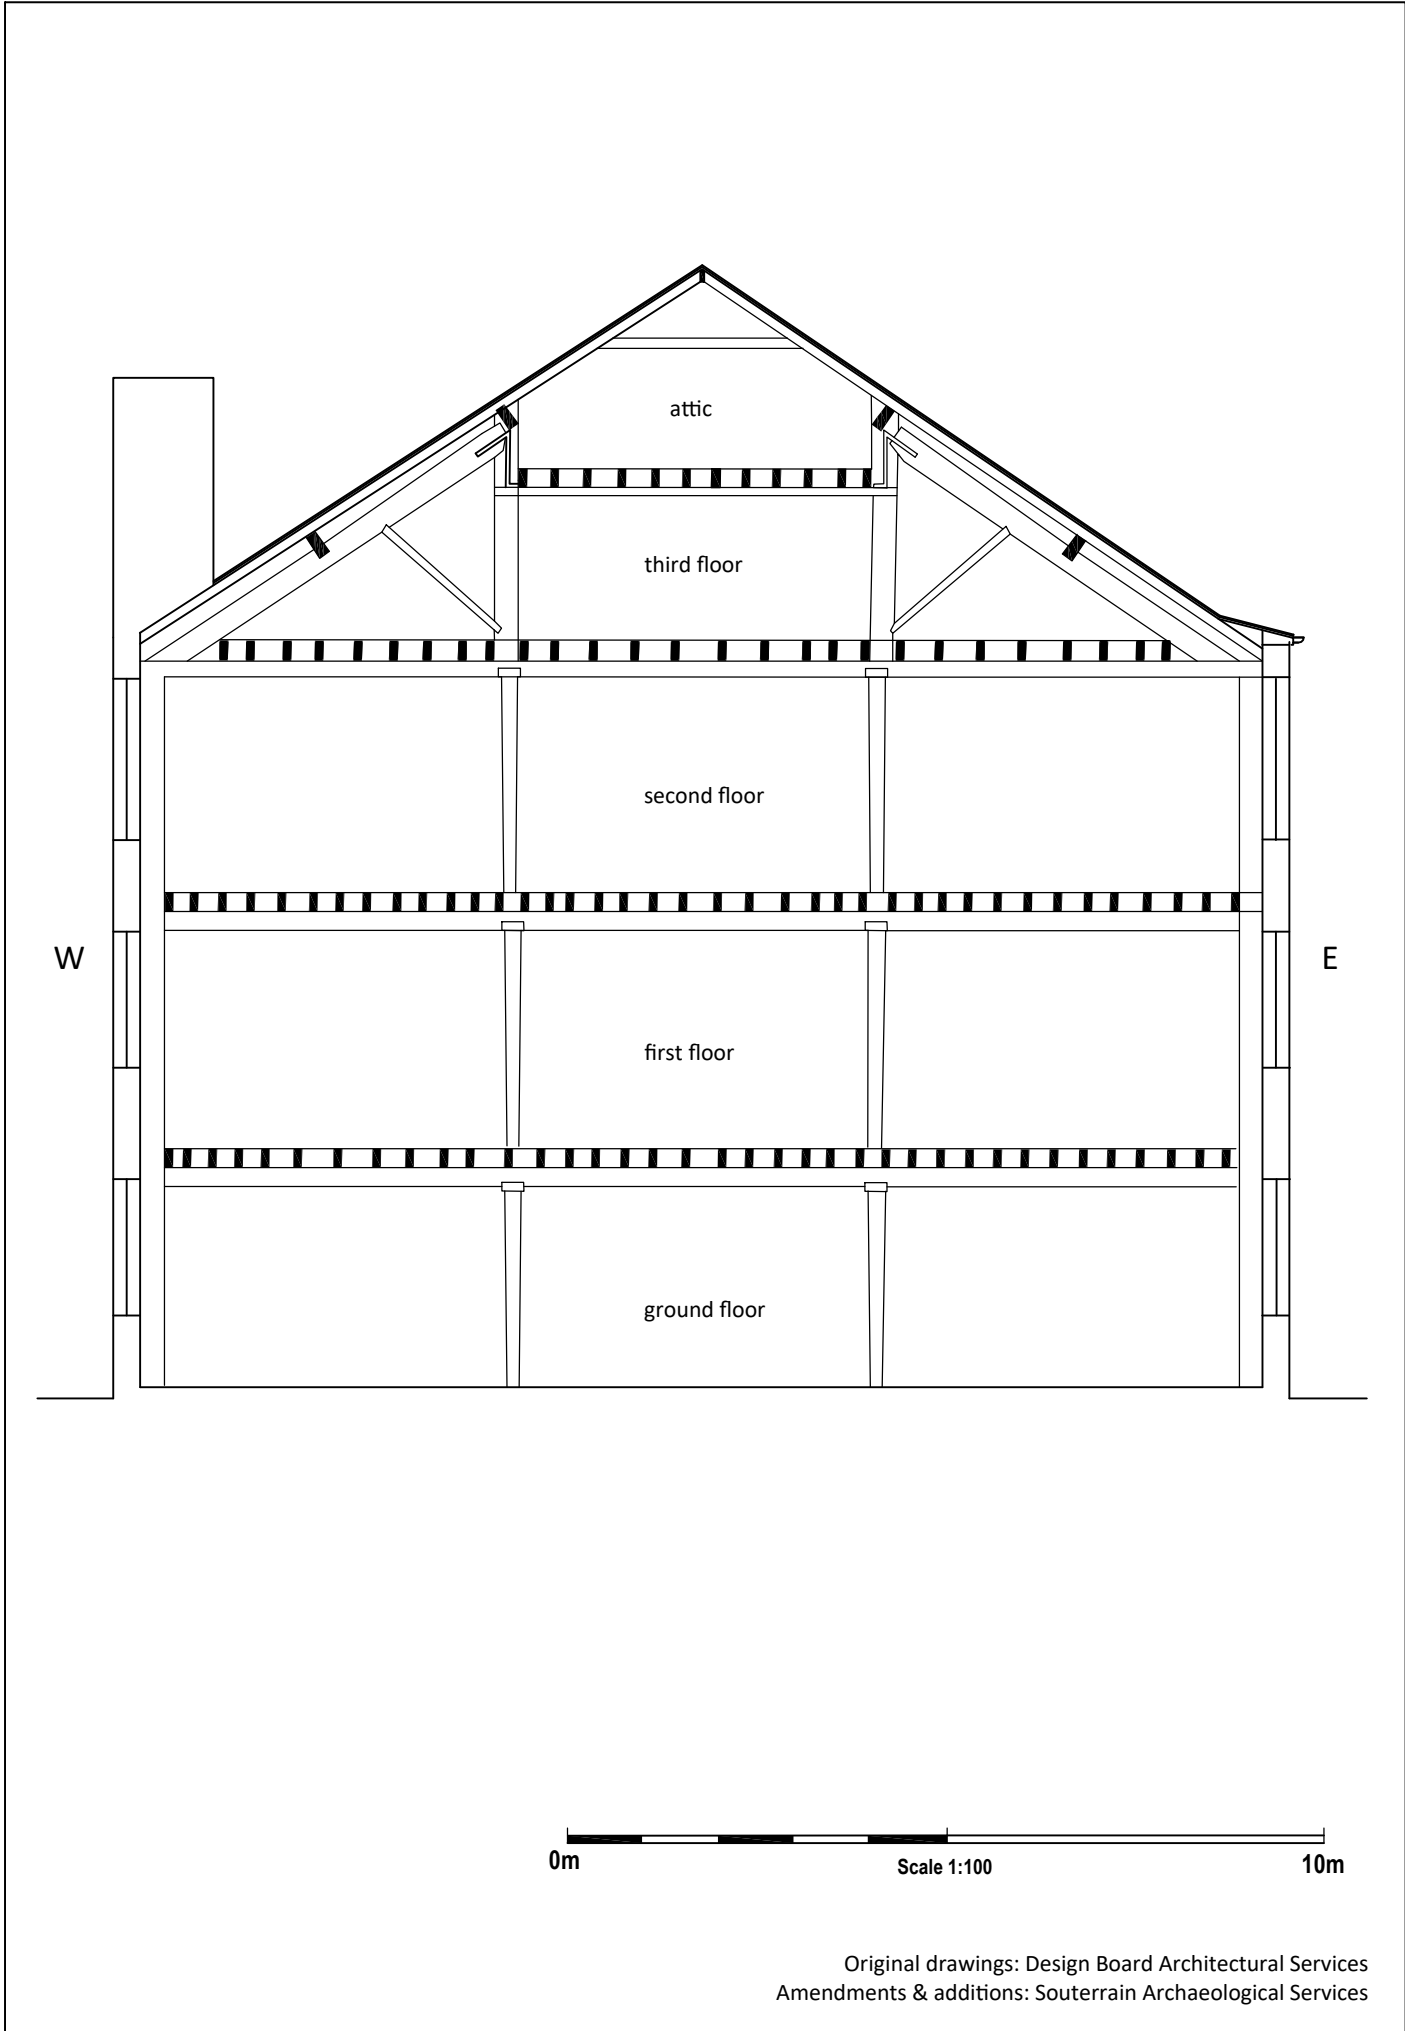 attic
third floor
second floor
W
E
first floor
ground floor
0m
Scale 1:100
10m
Original drawings: Design Board Architectural Services
Amendments & additions: Souterrain Archaeological Services